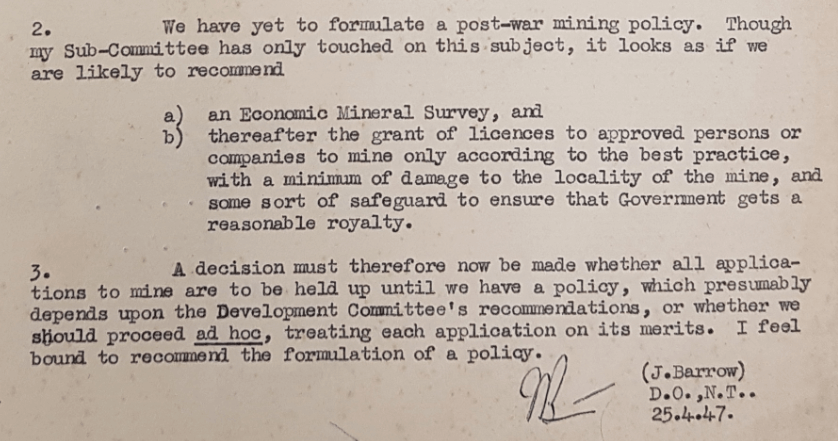 2. We have yet to formulate a post-war mining policy. Though
my Sub-Committee has only touched on this subject, it looks as if we
are likely to recommend
a) an Economic Mineral Survey, and
b) thereafter the grant of licences to approved persons or
companies to mine only according to the best practice,
with a minimum of damage to the locality of the mine, and
some sort of safeguard to ensure that Government gets a
reasonable royalty.
3. A decision must therefore now be made whether all applica-
tions to mine are to be held up until we have a policy, which presumably
depends upon the Development Committee's recommendations, or whether we
should proceed ad hoc, treating each application on its merits. I feel
bound to recommend the formulation of a policy.
(J.Barrow)
D.O.,N.T..
25.4.47.